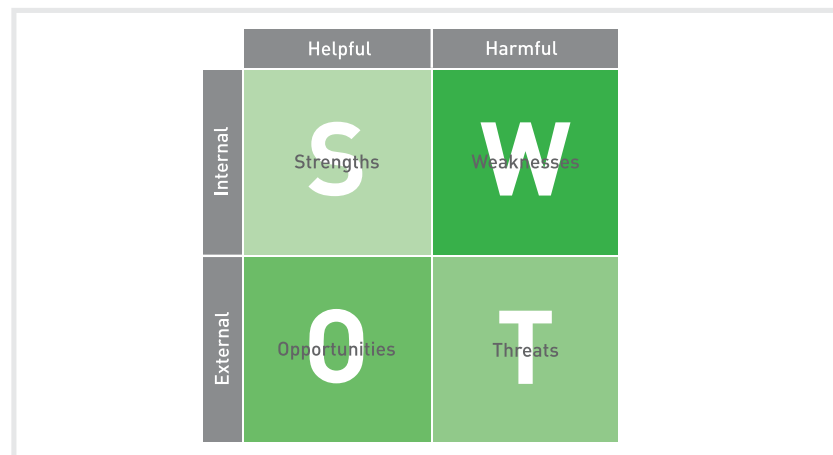 Helpful
Harmful
Internal
S
Strengths
W
Weaknesses
External
O
Opportunities
T
Threats